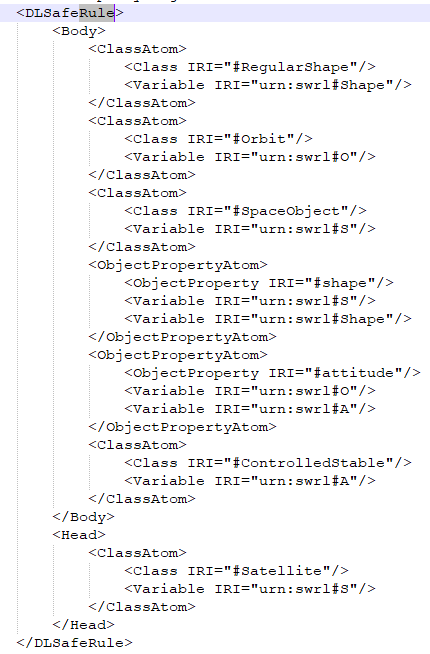 <DLSafeRule>
<Body>
<ClassAtom>
<Class IRI="#RegularShape"/>
<Variable IRI="urn:swrl#Shape"/>
</ClassAtom>
<ClassAtom>
<Class IRI="#Orbit"/>
<Variable IRI="urn:swrl#O"/>
</ClassAtom>
<ClassAtom>
<Class IRI="#SpaceObject"/>
<Variable IRI="urn:swrl#S"/>
</ClassAtom>
<ObjectPropertyAtom>
<ObjectProperty IRI="#shape"/>
<Variable IRI="urn:swrl#S"/>
<Variable IRI="urn:swrl#Shape"/>
</ObjectPropertyAtom>
<ObjectPropertyAtom>
<ObjectProperty IRI="#attitude"/>
<Variable IRI="urn:swrl#O"/>
<Variable IRI="urn:swrl#A"/>
</ObjectPropertyAtom>
<ClassAtom>
<Class IRI="#ControlledStable"/>
<Variable IRI="urn:swrl#A"/>
</ClassAtom>
</Body>
<Head>
<ClassAtom>
<Class IRI="#Satellite"/>
<Variable IRI="urn:swrl#S"/>
</ClassAtom>
</Head>
</DLSafeRule>